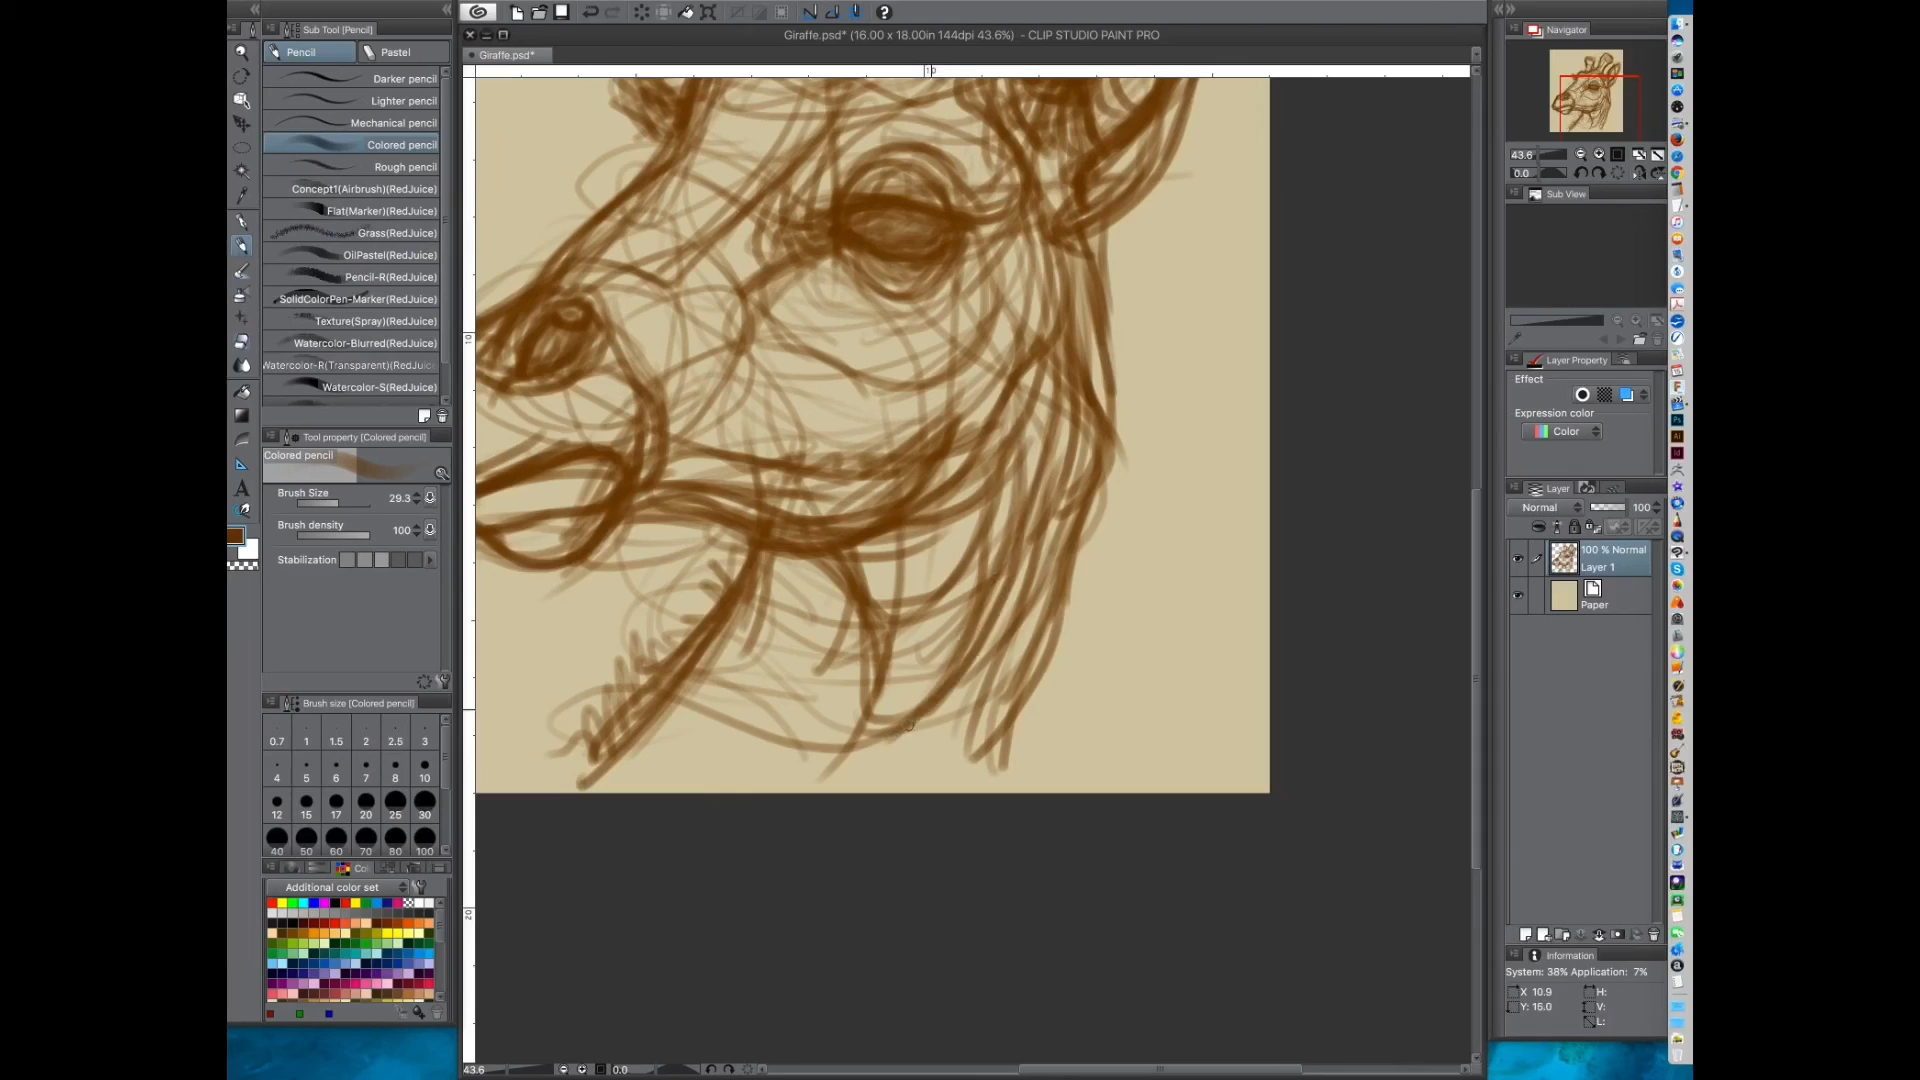 Sub Tool [Pencil]
Pencil
Pastel
Darker pencil
Lighter pencil
Mechanical pencil
Colored pencil
Rough pencil
Concept1(Airbrush)(RedJuice)
Flat(Marker)(RedJuice)
Grass(RedJuice)
OilPastel(RedJuice)
Pencil-R(RedJuice)
SolidColorPen-Marker(RedJuice)
Texture(Spray)(RedJuice)
Watercolor-Blurred(RedJuice)
Watercolor-R(Transparent)(RedJuice)
Watercolor-S(RedJuice)
Tool property [Colored pencil]
Colored pencil
Brush Size 29.3
Brush density 100
Stabilization
Brush size [Colored pencil]
0.7 1 1.5 2 2.5 3
4 5 6 7 8 10
12 15 17 20 25 30
40 50 60 70 80 100
Additional color set
Giraffe.psd* (16.00 x 18.00in 144dpi 43.6%) - CLIP STUDIO PAINT PRO
Giraffe.psd*
10
20
43.6
0.0
Navigator
43.6
0.0
Sub View
Layer Property
Effect
Expression color
Color
Layer
Normal 100
100 % Normal
Layer 1
Paper
Information
System: 38% Application: 7%
X 10.9 H:
Y: 16.0 V:
L: